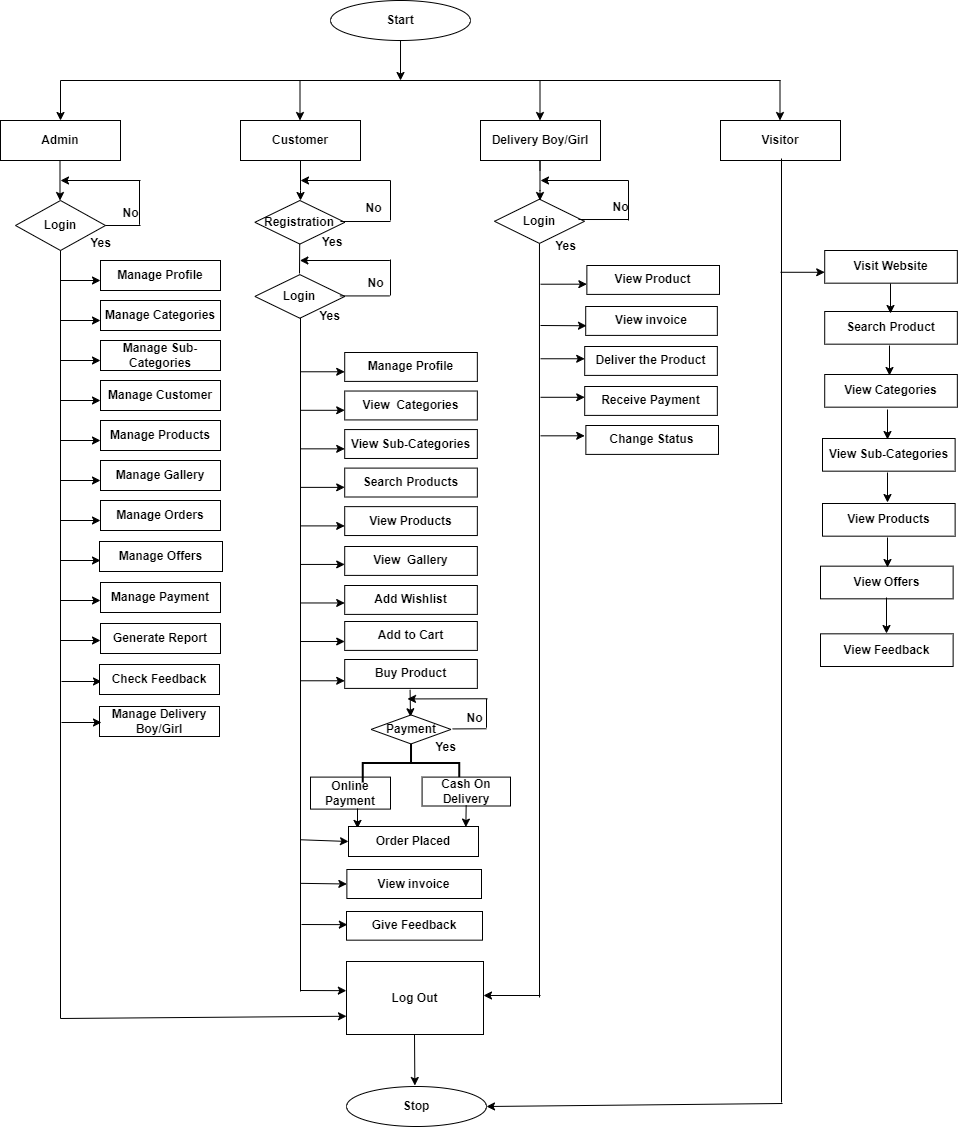 Start
Admin
Customer
Delivery Boy/Girl
Visitor
Login
No
Yes
Manage Profile
Manage Categories
Manage Sub-
Categories
Manage Customer
Manage Products
Manage Gallery
Manage Orders
Manage Offers
Manage Payment
Generate Report
Check Feedback
Manage Delivery
Boy/Girl
Registration
No
Yes
Login
No
Yes
Manage Profile
View Categories
View Sub-Categories
Search Products
View Products
View Gallery
Add Wishlist
Add to Cart
Buy Product
Payment
No
Yes
Online
Payment
Cash On
Delivery
Order Placed
View invoice
Give Feedback
Login
No
Yes
View Product
View invoice
Deliver the Product
Receive Payment
Change Status
Visit Website
Search Product
View Categories
View Sub-Categories
View Products
View Offers
View Feedback
Log Out
Stop